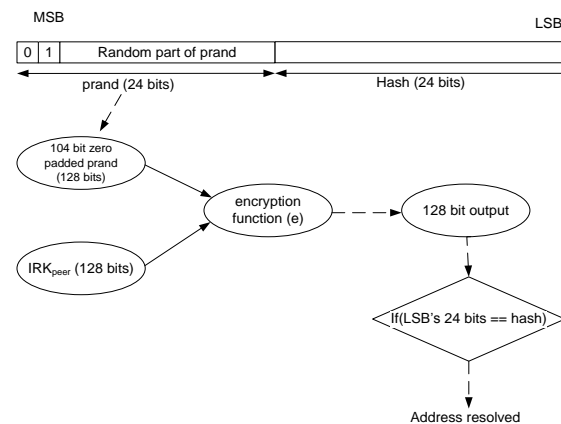 MSB
LSB
0 1 Random part of prand
prand (24 bits)
Hash (24 bits)
104 bit zero
padded prand
(128 bits)
encryption
function (e)
128 bit output
IRKpeer (128 bits)
If(LSB's 24 bits == hash)
Address resolved